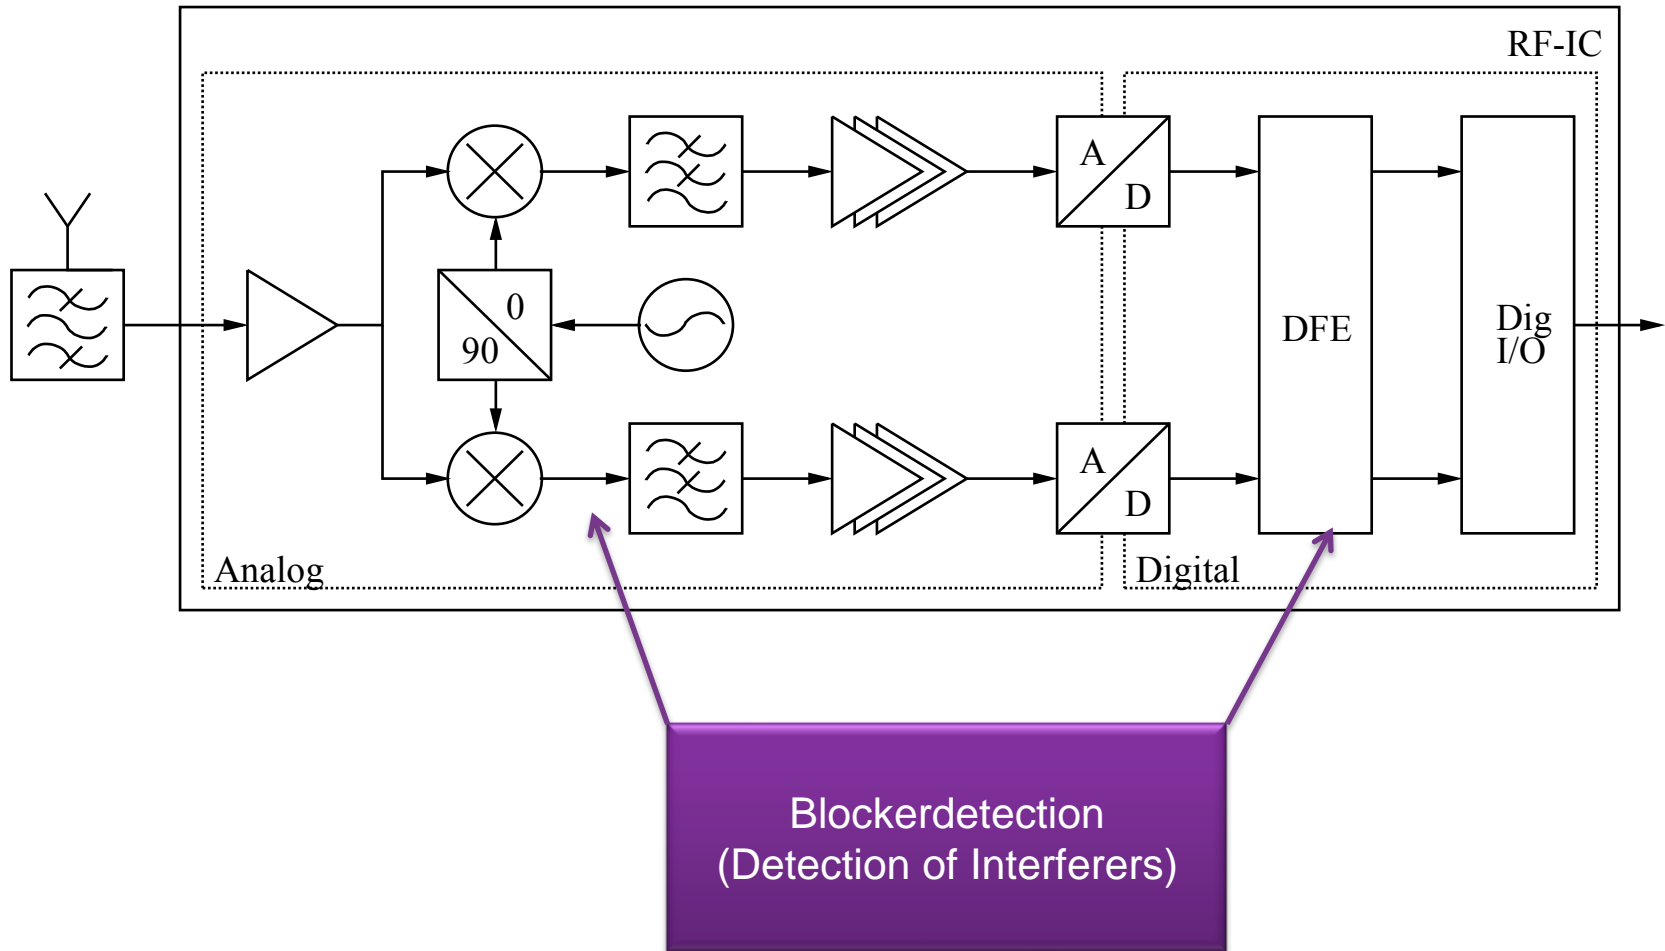 RF-IC
A
D
0
90
DFE
Dig
I/O
A
D
Analog
Digital
Blockerdetection
(Detection of Interferers)